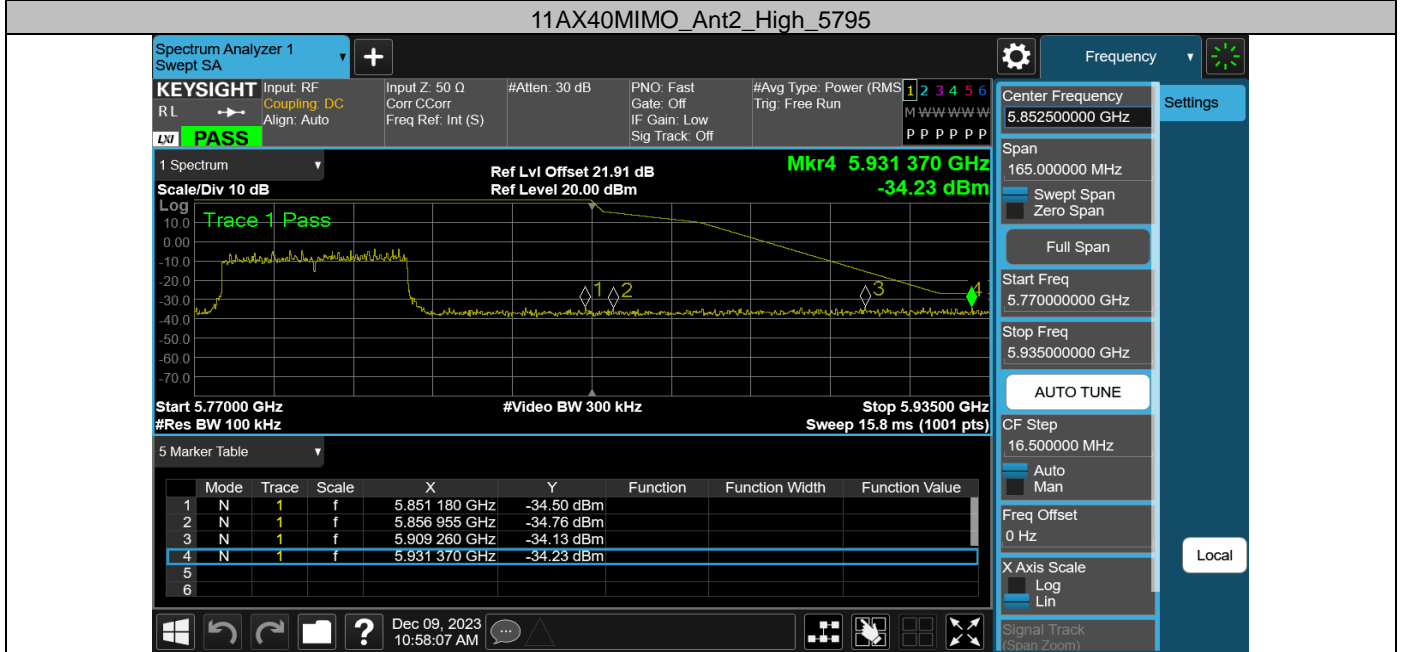 11AX40MIMO_Ant2_High_5795
Spectrum Analyzer 1
Swept SA
+
Frequency
KEYSIGHT
Input: RF
Coupling: DC
Align: Auto
Input Z: 50 Ω
Corr CCorr
Freq Ref: Int (S)
#Atten: 30 dB
PNO: Fast
Gate: Off
IF Gain: Low
Sig Track: Off
#Avg Type: Power (RMS
Trig: Free Run
1 2 3 4 5 6
M W W W W W
P P P P P P
R L
LXI PASS
1 Spectrum
Ref Lvl Offset 21.91 dB
Mkr4 5.931 370 GHz
Scale/Div 10 dB
Ref Level 20.00 dBm
-34.23 dBm
Log
Trace 1 Pass
10.0
0.00
-10.0
-20.0
-30.0
-40.0
-50.0
-60.0
-70.0
1 2 3 4
Start 5.77000 GHz
#Video BW 300 kHz
Stop 5.93500 GHz
#Res BW 100 kHz
Sweep 15.8 ms (1001 pts)
5 Marker Table
Mode Trace Scale X Y Function Function Width Function Value
1 N 1 f 5.851 180 GHz -34.50 dBm
2 N 1 f 5.856 955 GHz -34.76 dBm
3 N 1 f 5.909 260 GHz -34.13 dBm
4 N 1 f 5.931 370 GHz -34.23 dBm
5
6
?
Dec 09, 2023
10:58:07 AM
Center Frequency
5.852500000 GHz
Span
165.000000 MHz
Swept Span
Zero Span
Full Span
Start Freq
5.770000000 GHz
Stop Freq
5.935000000 GHz
AUTO TUNE
CF Step
16.500000 MHz
Auto
Man
Freq Offset
0 Hz
X Axis Scale
Log
Lin
Signal Track
(Span Zoom)
Settings
Local